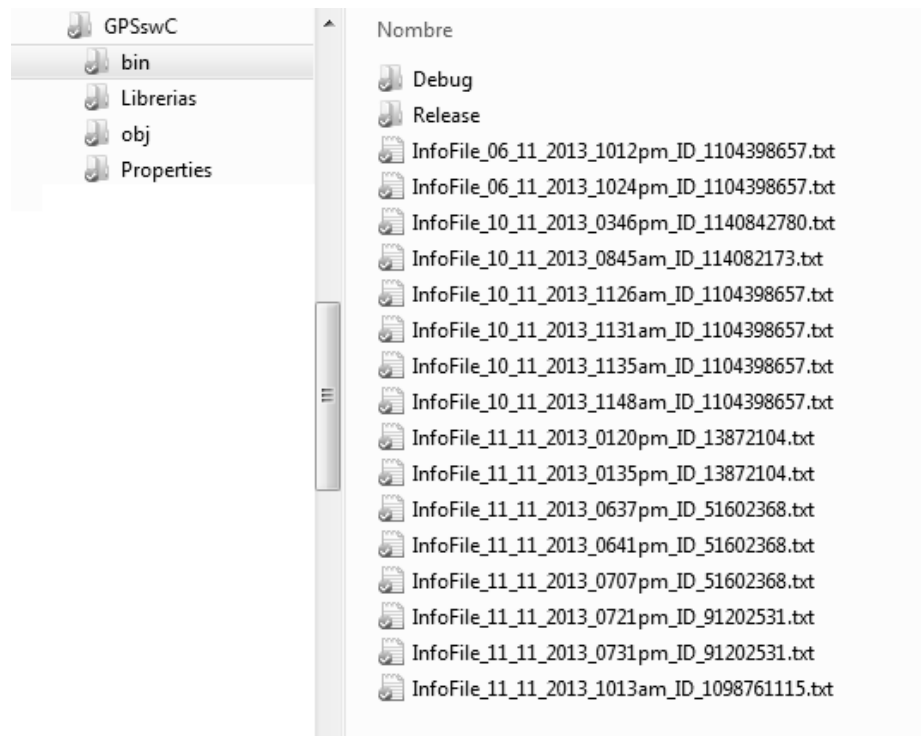 GPSswC
bin
Librerias
obj
Properties
Nombre
Debug
Release
InfoFile_06_11_2013_1012pm_ID_1104398657.txt
InfoFile_06_11_2013_1024pm_ID_1104398657.txt
InfoFile_10_11_2013_0346pm_ID_1140842780.txt
InfoFile_10_11_2013_0845am_ID_114082173.txt
InfoFile_10_11_2013_1126am_ID_1104398657.txt
InfoFile_10_11_2013_1131am_ID_1104398657.txt
InfoFile_10_11_2013_1135am_ID_1104398657.txt
InfoFile_10_11_2013_1148am_ID_1104398657.txt
InfoFile_11_11_2013_0120pm_ID_13872104.txt
InfoFile_11_11_2013_0135pm_ID_13872104.txt
InfoFile_11_11_2013_0637pm_ID_51602368.txt
InfoFile_11_11_2013_0641pm_ID_51602368.txt
InfoFile_11_11_2013_0707pm_ID_51602368.txt
InfoFile_11_11_2013_0721pm_ID_91202531.txt
InfoFile_11_11_2013_0731pm_ID_91202531.txt
InfoFile_11_11_2013_1013am_ID_1098761115.txt